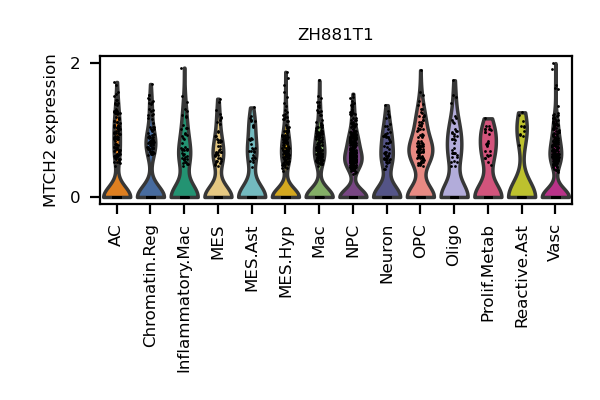 ZH881T1
MTCH2 expression
2
0
AC
Chromatin.Reg
Inflammatory.Mac
MES
MES.Ast
MES.Hyp
Mac
NPC
Neuron
OPC
Oligo
Prolif.Metab
Reactive.Ast
Vasc